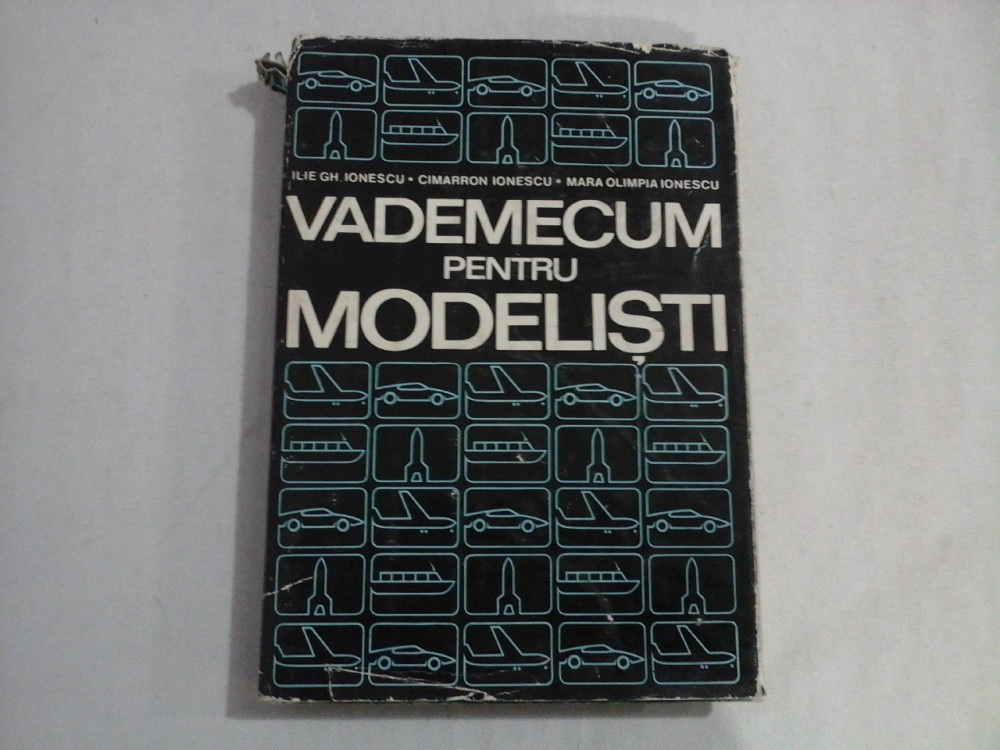 ILIE GH. IONESCU • CIMARRON IONESCU • MARA OLIMPIA IONESCU
VADEMECUM
PENTRU
MODELIȘTI